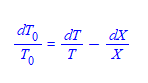 dT₀/T₀ = dT/T − dX/X